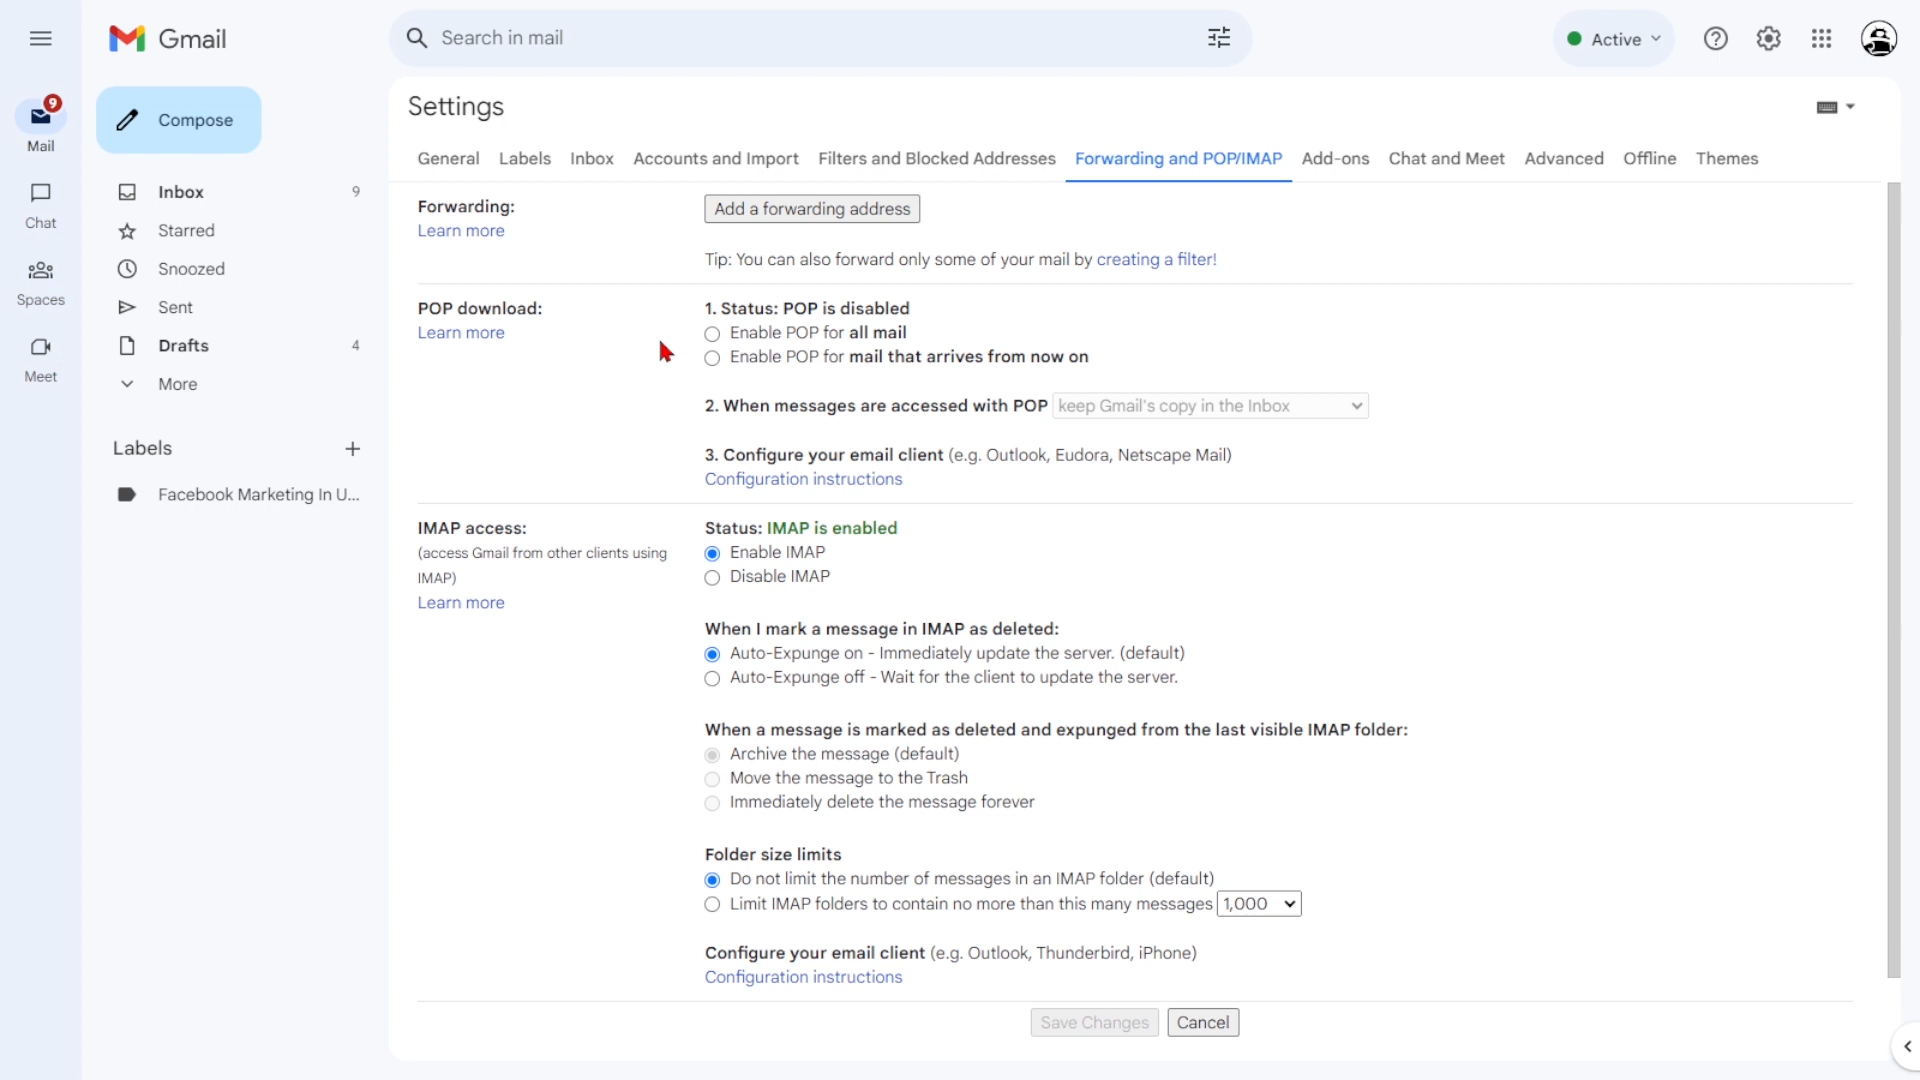 Gmail
Search in mail
Active
9
Mail
Compose
Settings
General Labels Inbox Accounts and Import Filters and Blocked Addresses Forwarding and POP/IMAP Add-ons Chat and Meet Advanced Offline Themes
Inbox 9
Chat
Starred
Snoozed
Spaces
Sent
Drafts 4
Meet
More
Labels
Facebook Marketing In U...
Forwarding:
Learn more
Add a forwarding address
Tip: You can also forward only some of your mail by creating a filter!
POP download:
Learn more
1. Status: POP is disabled
Enable POP for all mail
Enable POP for mail that arrives from now on
2. When messages are accessed with POP keep Gmail's copy in the Inbox
3. Configure your email client (e.g. Outlook, Eudora, Netscape Mail)
Configuration instructions
IMAP access:
(access Gmail from other clients using
IMAP)
Learn more
Status: IMAP is enabled
Enable IMAP
Disable IMAP
When I mark a message in IMAP as deleted:
Auto-Expunge on - Immediately update the server. (default)
Auto-Expunge off - Wait for the client to update the server.
When a message is marked as deleted and expunged from the last visible IMAP folder:
Archive the message (default)
Move the message to the Trash
Immediately delete the message forever
Folder size limits
Do not limit the number of messages in an IMAP folder (default)
Limit IMAP folders to contain no more than this many messages 1,000
Configure your email client (e.g. Outlook, Thunderbird, iPhone)
Configuration instructions
Save Changes Cancel